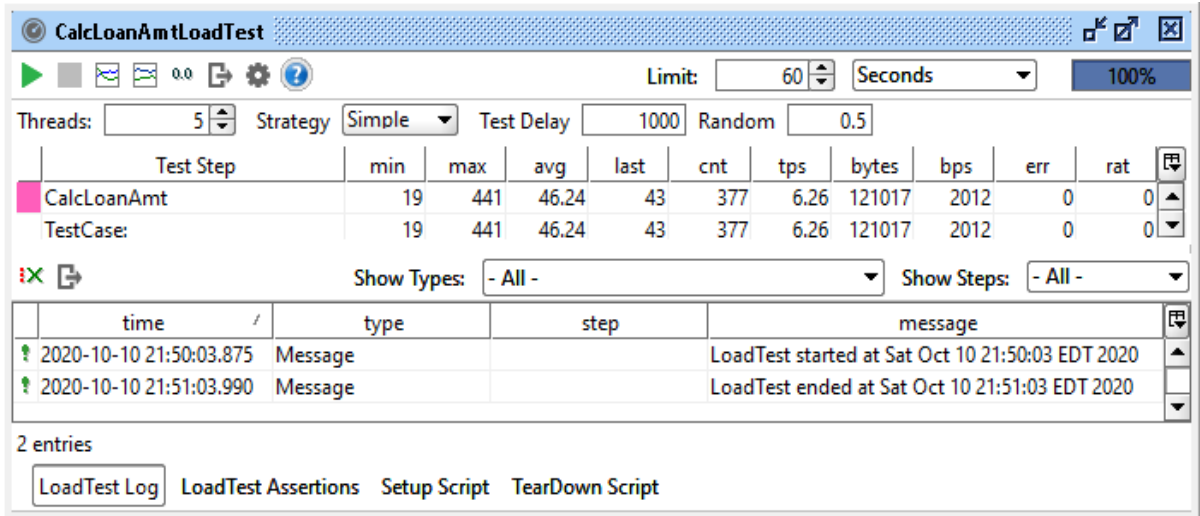 CalcLoanAmtLoadTest
0.0 ? Limit: 60 Seconds 100%
Threads: 5 Strategy Simple Test Delay 1000 Random 0.5
Test Step min max avg last cnt tps bytes bps err rat
CalcLoanAmt 19 441 46.24 43 377 6.26 121017 2012 0 0
TestCase: 19 441 46.24 43 377 6.26 121017 2012 0 0
Show Types: - All - Show Steps: - All -
time type step message
2020-10-10 21:50:03.875 Message LoadTest started at Sat Oct 10 21:50:03 EDT 2020
2020-10-10 21:51:03.990 Message LoadTest ended at Sat Oct 10 21:51:03 EDT 2020
2 entries
LoadTest Log LoadTest Assertions Setup Script TearDown Script